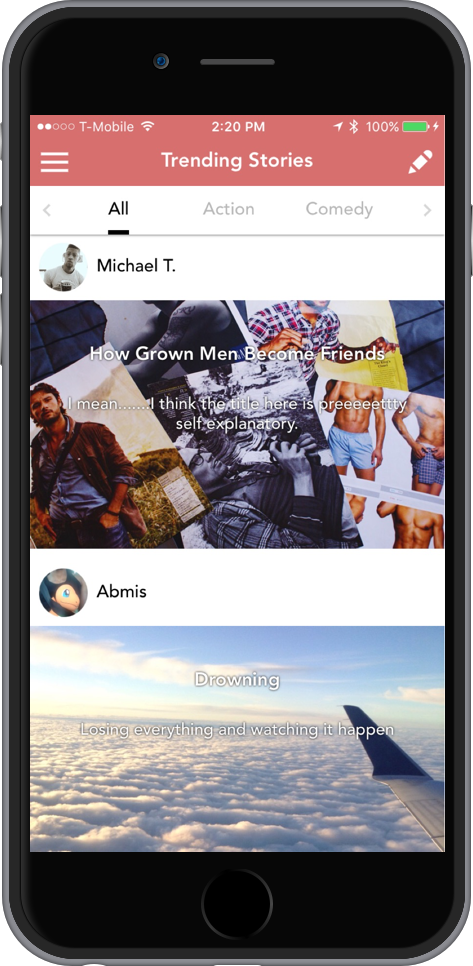 T-Mobile 2:20 PM 100%
Trending Stories
All Action Comedy
Michael T.
How Grown Men Become Friends
I mean.......I think the title here is preeeeettty
self explanatory.
Abmis
Drowning
Losing everything and watching it happen